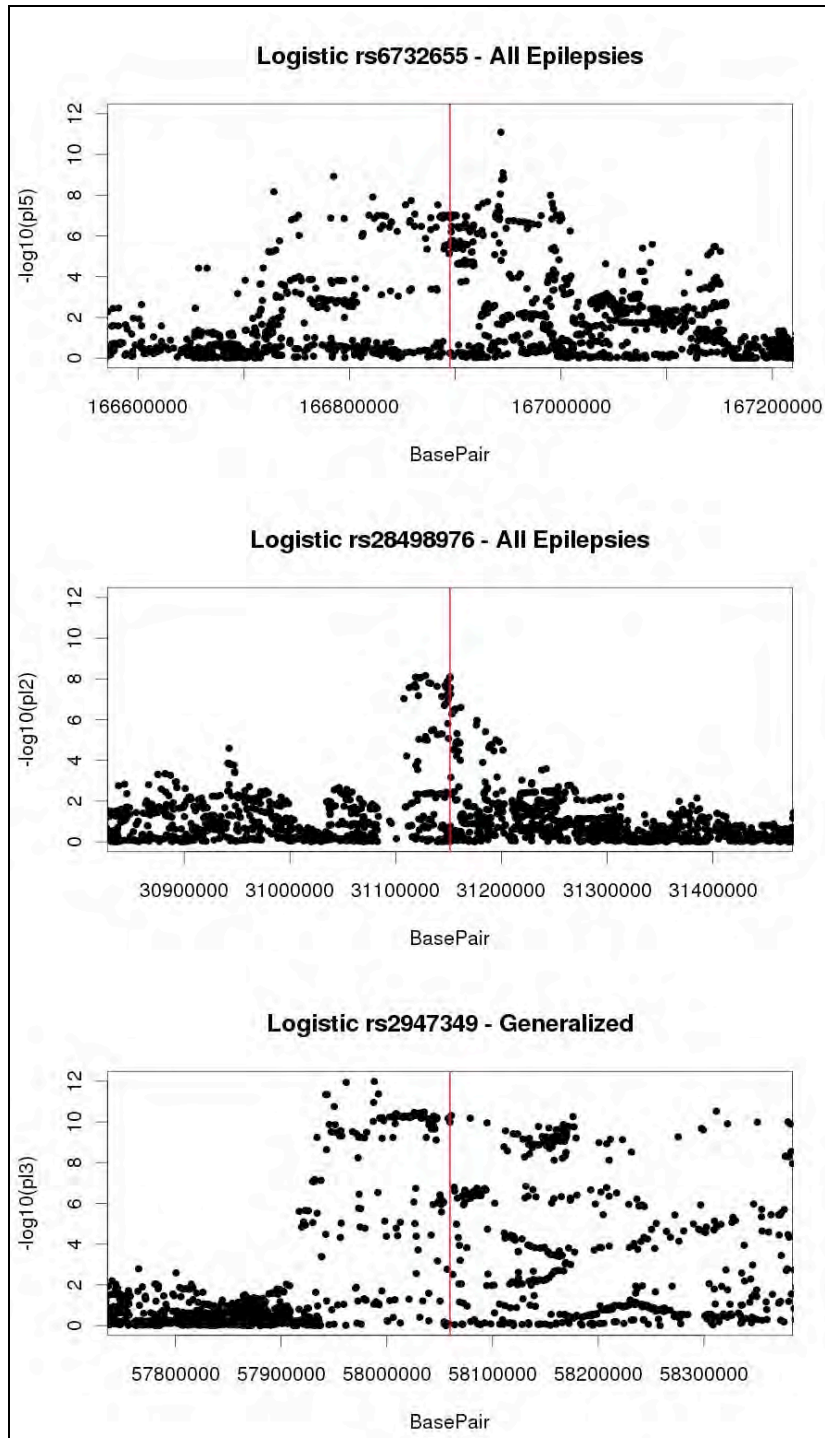 Logistic rs6732655 - All Epilepsies
-log10(pl5)
12
10
8
6
4
2
0
166600000 166800000 167000000 167200000
BasePair
Logistic rs28498976 - All Epilepsies
-log10(pl2)
12
10
8
6
4
2
0
30900000 31000000 31100000 31200000 31300000 31400000
BasePair
Logistic rs2947349 - Generalized
-log10(pl3)
12
10
8
6
4
2
0
57800000 57900000 58000000 58100000 58200000 58300000
BasePair